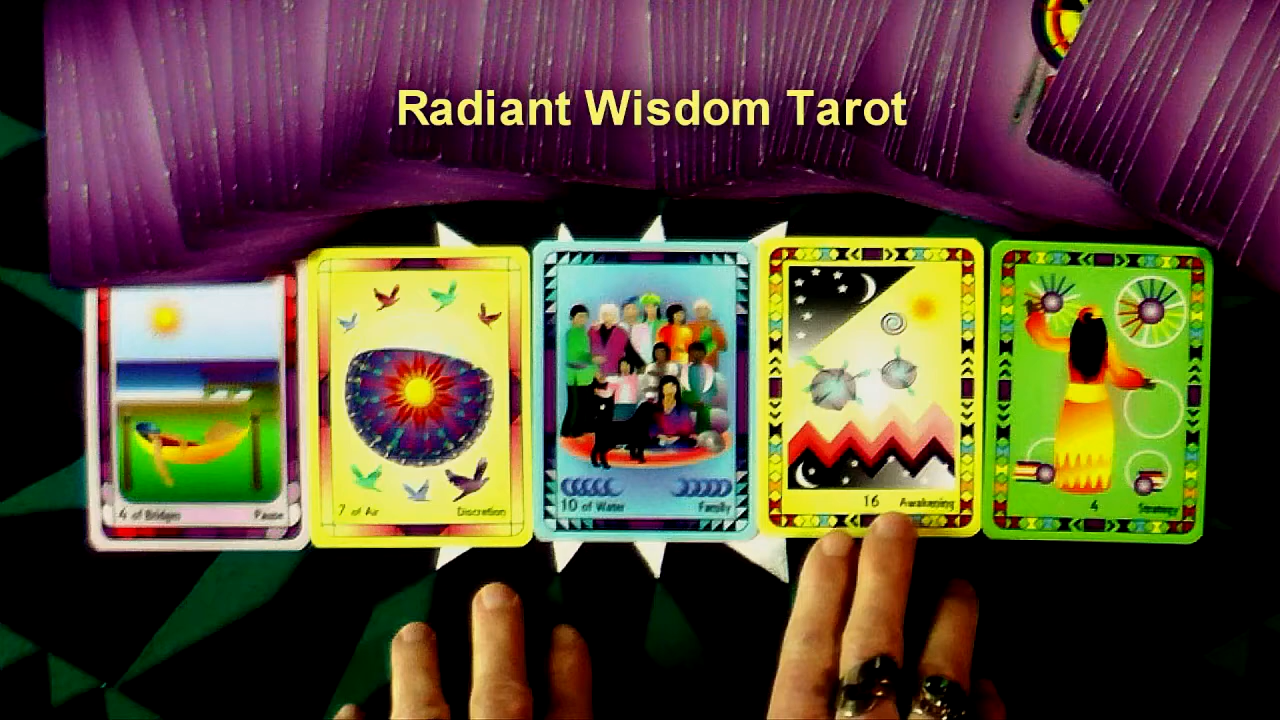 Radiant Wisdom Tarot
4 of Bridges Pause
7 of Air Discretion
10 of Water Family
16 Awakening
4 Strategy